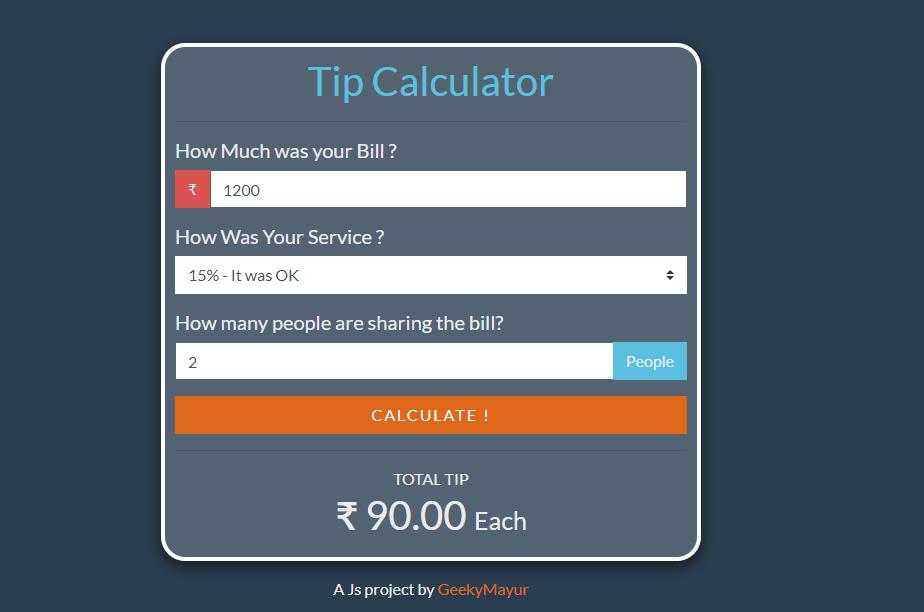 Tip Calculator
How Much was your Bill ?
₹ 1200
How Was Your Service ?
15% - It was OK
How many people are sharing the bill?
2 People
CALCULATE !
TOTAL TIP
₹ 90.00 Each
A Js project by GeekyMayur